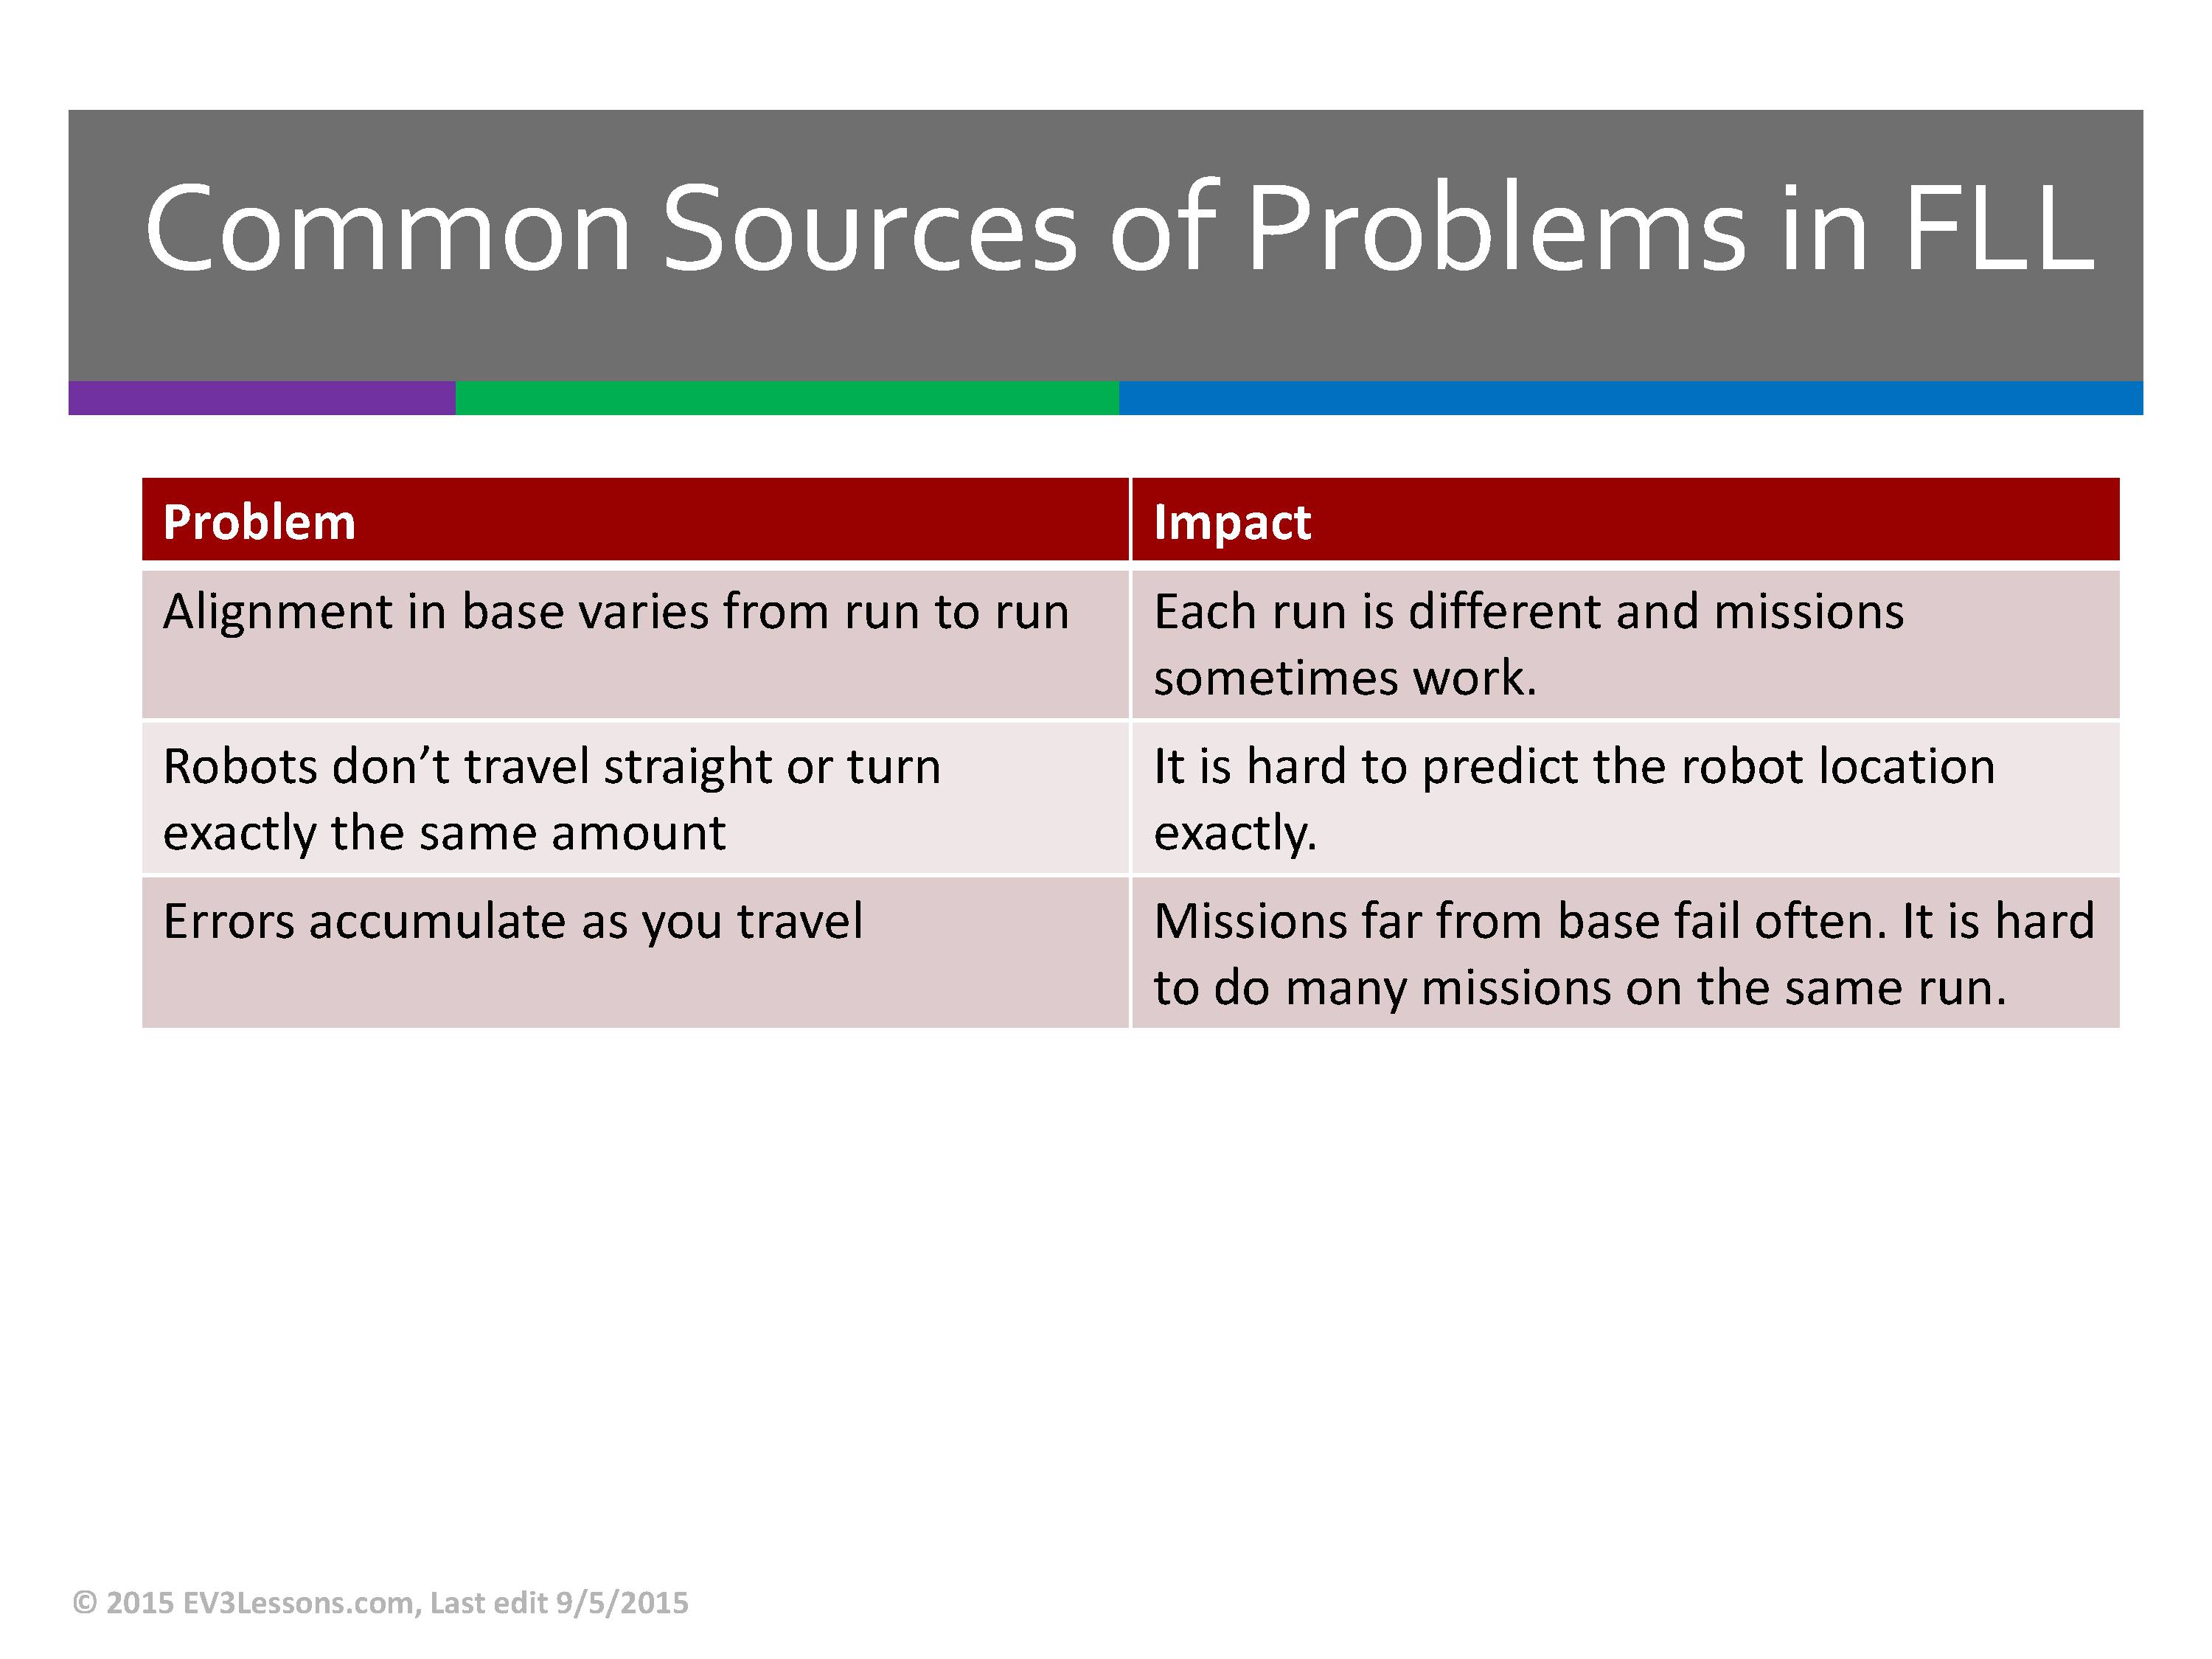 Common Sources of Problems in FLL
Problem
Impact
Alignment in base varies from run to run
Each run is different and missions
sometimes work.
Robots don’t travel straight or turn
exactly the same amount
It is hard to predict the robot location
exactly.
Errors accumulate as you travel
Missions far from base fail often. It is hard
to do many missions on the same run.
© 2015 EV3Lessons.com, Last edit 9/5/2015